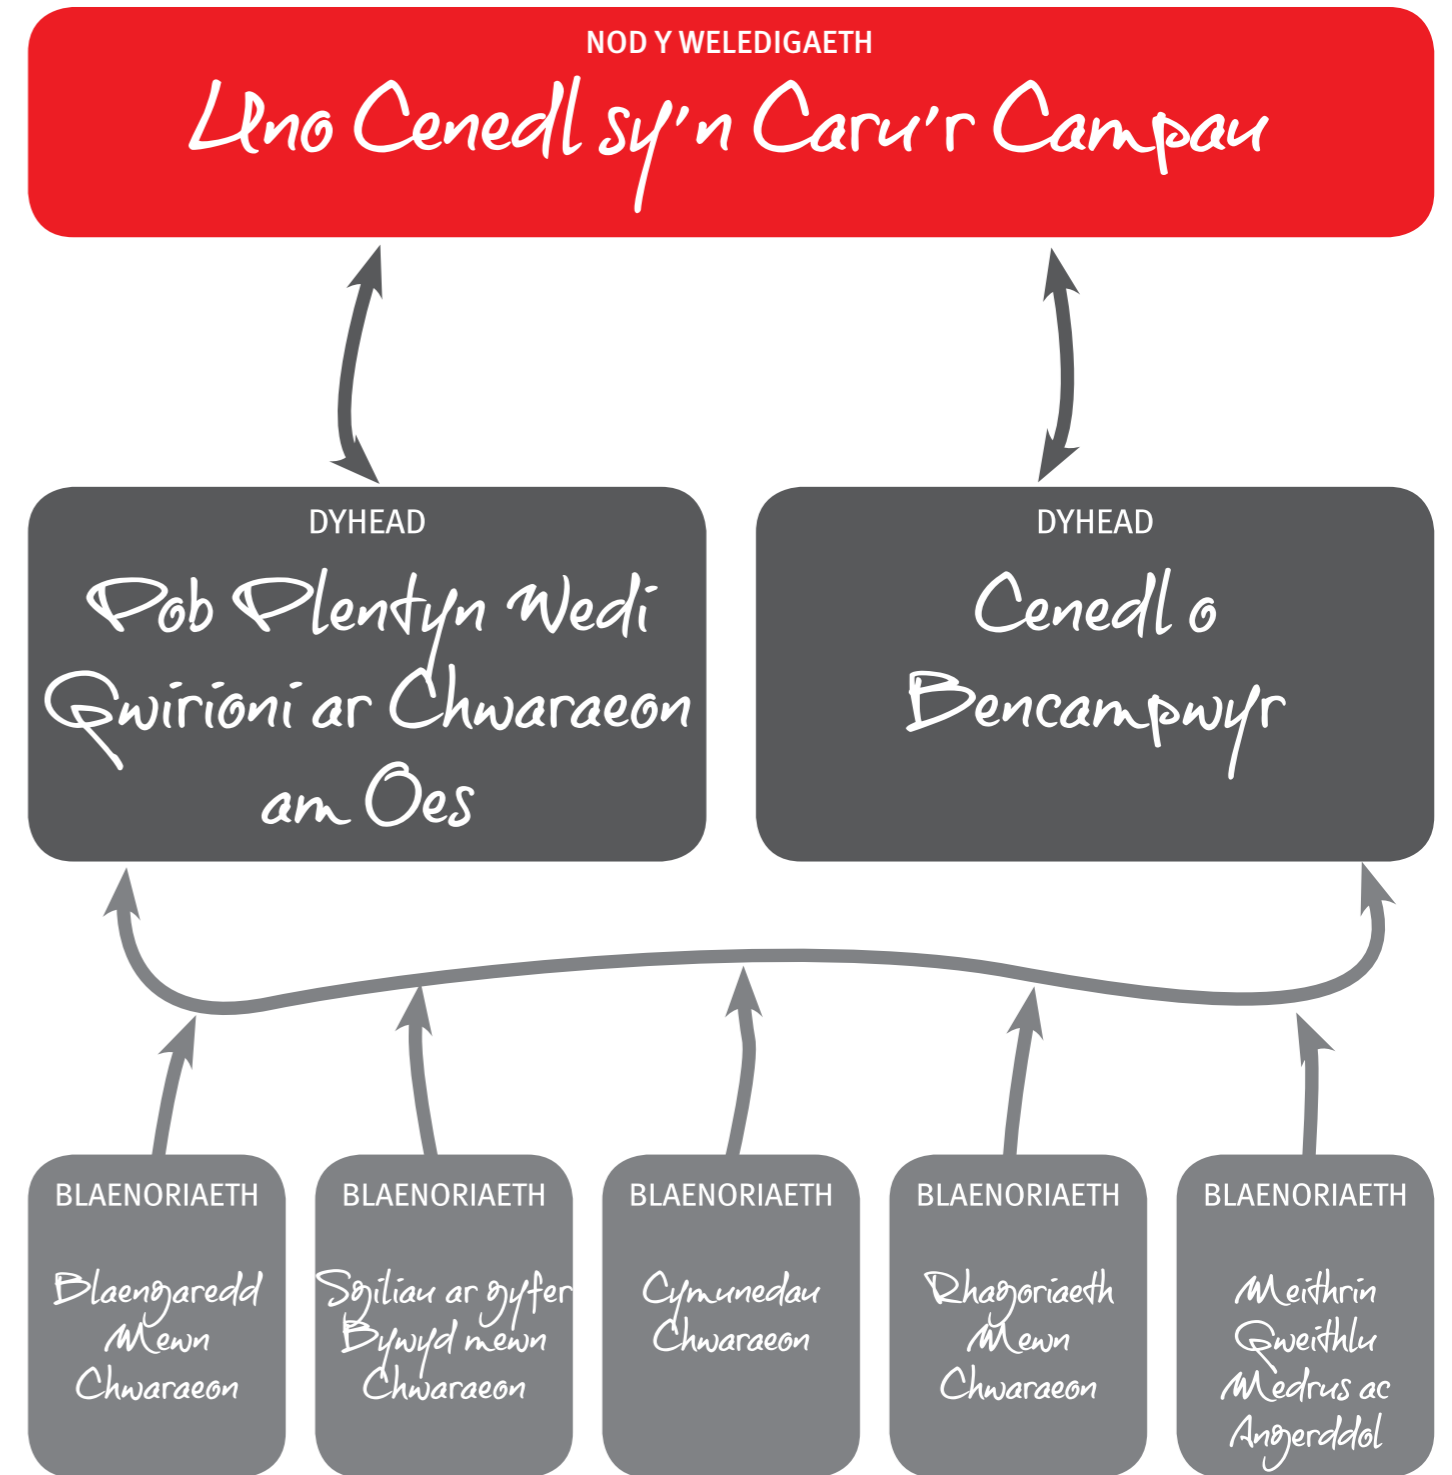 NOD Y WELEDIGAETH
Uno Cenedl sy'n Caru'r Campau
DYHEAD
Pob Plentyn Wedi
Gwirioni ar Chwaraeon
am Oes
DYHEAD
Cenedl o
Bencampwyr
BLAENORIAETH
Blaengaredd
Mewn
Chwaraeon
BLAENORIAETH
Sgiliau ar gyfer
Bywyd mewn
Chwaraeon
BLAENORIAETH
Cymunedau
Chwaraeon
BLAENORIAETH
Rhagoriaeth
Mewn
Chwaraeon
BLAENORIAETH
Meithrin
Gweithlu
Medrus ac
Angerddol